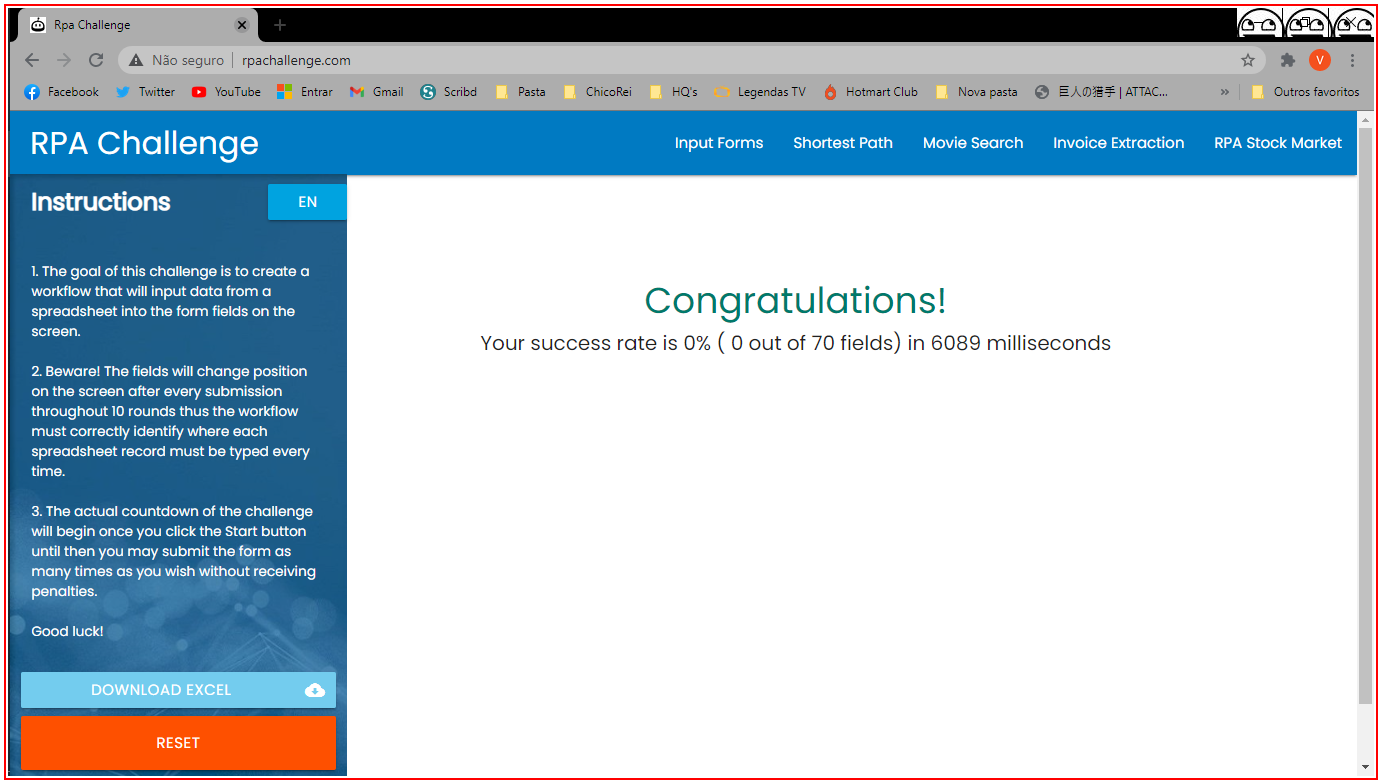 Rpa Challenge
Não seguro | rpachallenge.com
V
Facebook Twitter YouTube Entrar Gmail Scribd Pasta ChicoRei HQ's Legendas TV Hotmart Club Nova pasta 巨人の猎手 | ATTAC... » Outros favoritos
RPA Challenge
Input Forms Shortest Path Movie Search Invoice Extraction RPA Stock Market
Instructions
EN
1. The goal of this challenge is to create a
workflow that will input data from a
spreadsheet into the form fields on the
screen.
2. Beware! The fields will change position
on the screen after every submission
throughout 10 rounds thus the workflow
must correctly identify where each
spreadsheet record must be typed every
time.
3. The actual countdown of the challenge
will begin once you click the Start button
until then you may submit the form as
many times as you wish without receiving
penalties.
Good luck!
DOWNLOAD EXCEL
RESET
Congratulations!
Your success rate is 0% ( 0 out of 70 fields) in 6089 milliseconds